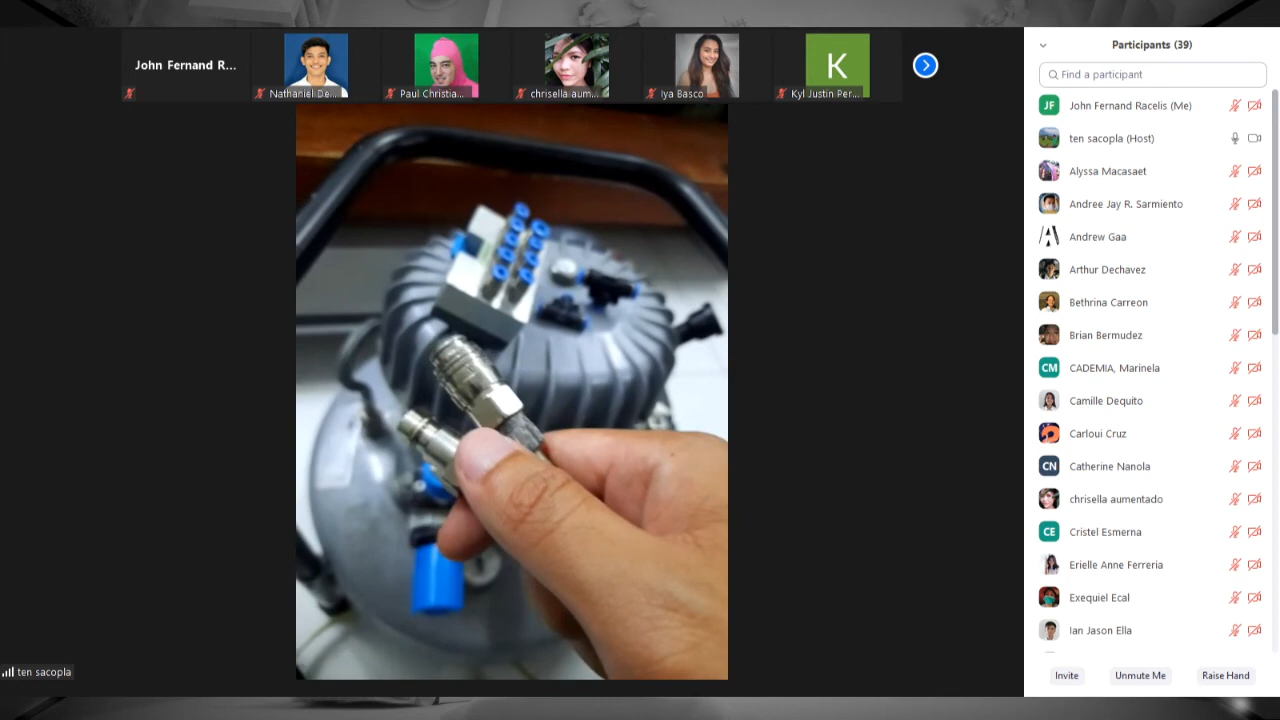 John Fernand R...
Nathaniel De...
Paul Christia...
chrisella aum...
Iya Basco
K
Kyl Justin Per...
ten sacopla
Participants (39)
Find a participant
JF John Fernand Racelis (Me)
ten sacopla (Host)
Alyssa Macasaet
Andree Jay R. Sarmiento
Andrew Gaa
Arthur Dechavez
Bethrina Carreon
Brian Bermudez
CM CADEMIA, Marinela
Camille Dequito
Carloui Cruz
CN Catherine Nanola
chrisella aumentado
CE Cristel Esmerna
Erielle Anne Ferreria
Exequiel Ecal
Ian Jason Ella
Invite
Unmute Me
Raise Hand